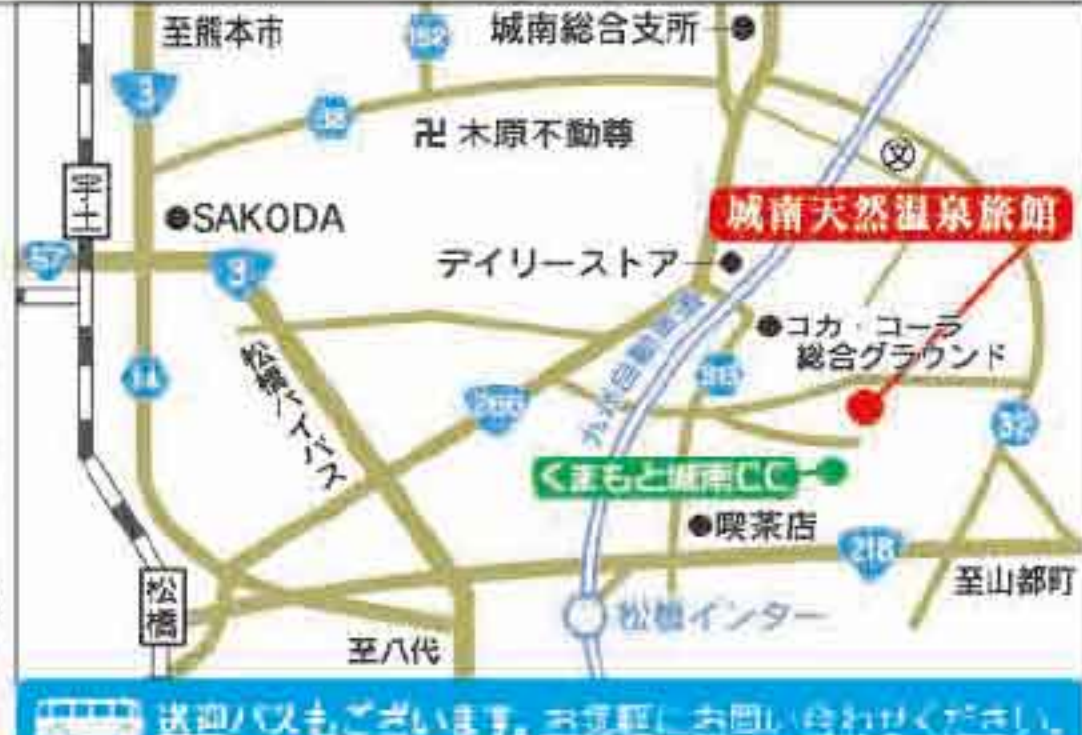 至熊本市
城南総合支所
3
卍 木原不動尊
宇土
SAKODA
城南天然温泉旅館
57
3
デイリーストア
コカ・コーラ
総合グラウンド
松橋バイパス
九州自動車道
266
14
32
くまもと城南CC
喫茶店
218
至山都町
松橋
松橋インター
至八代
送迎バスもございます。お気軽にお問い合わせください。